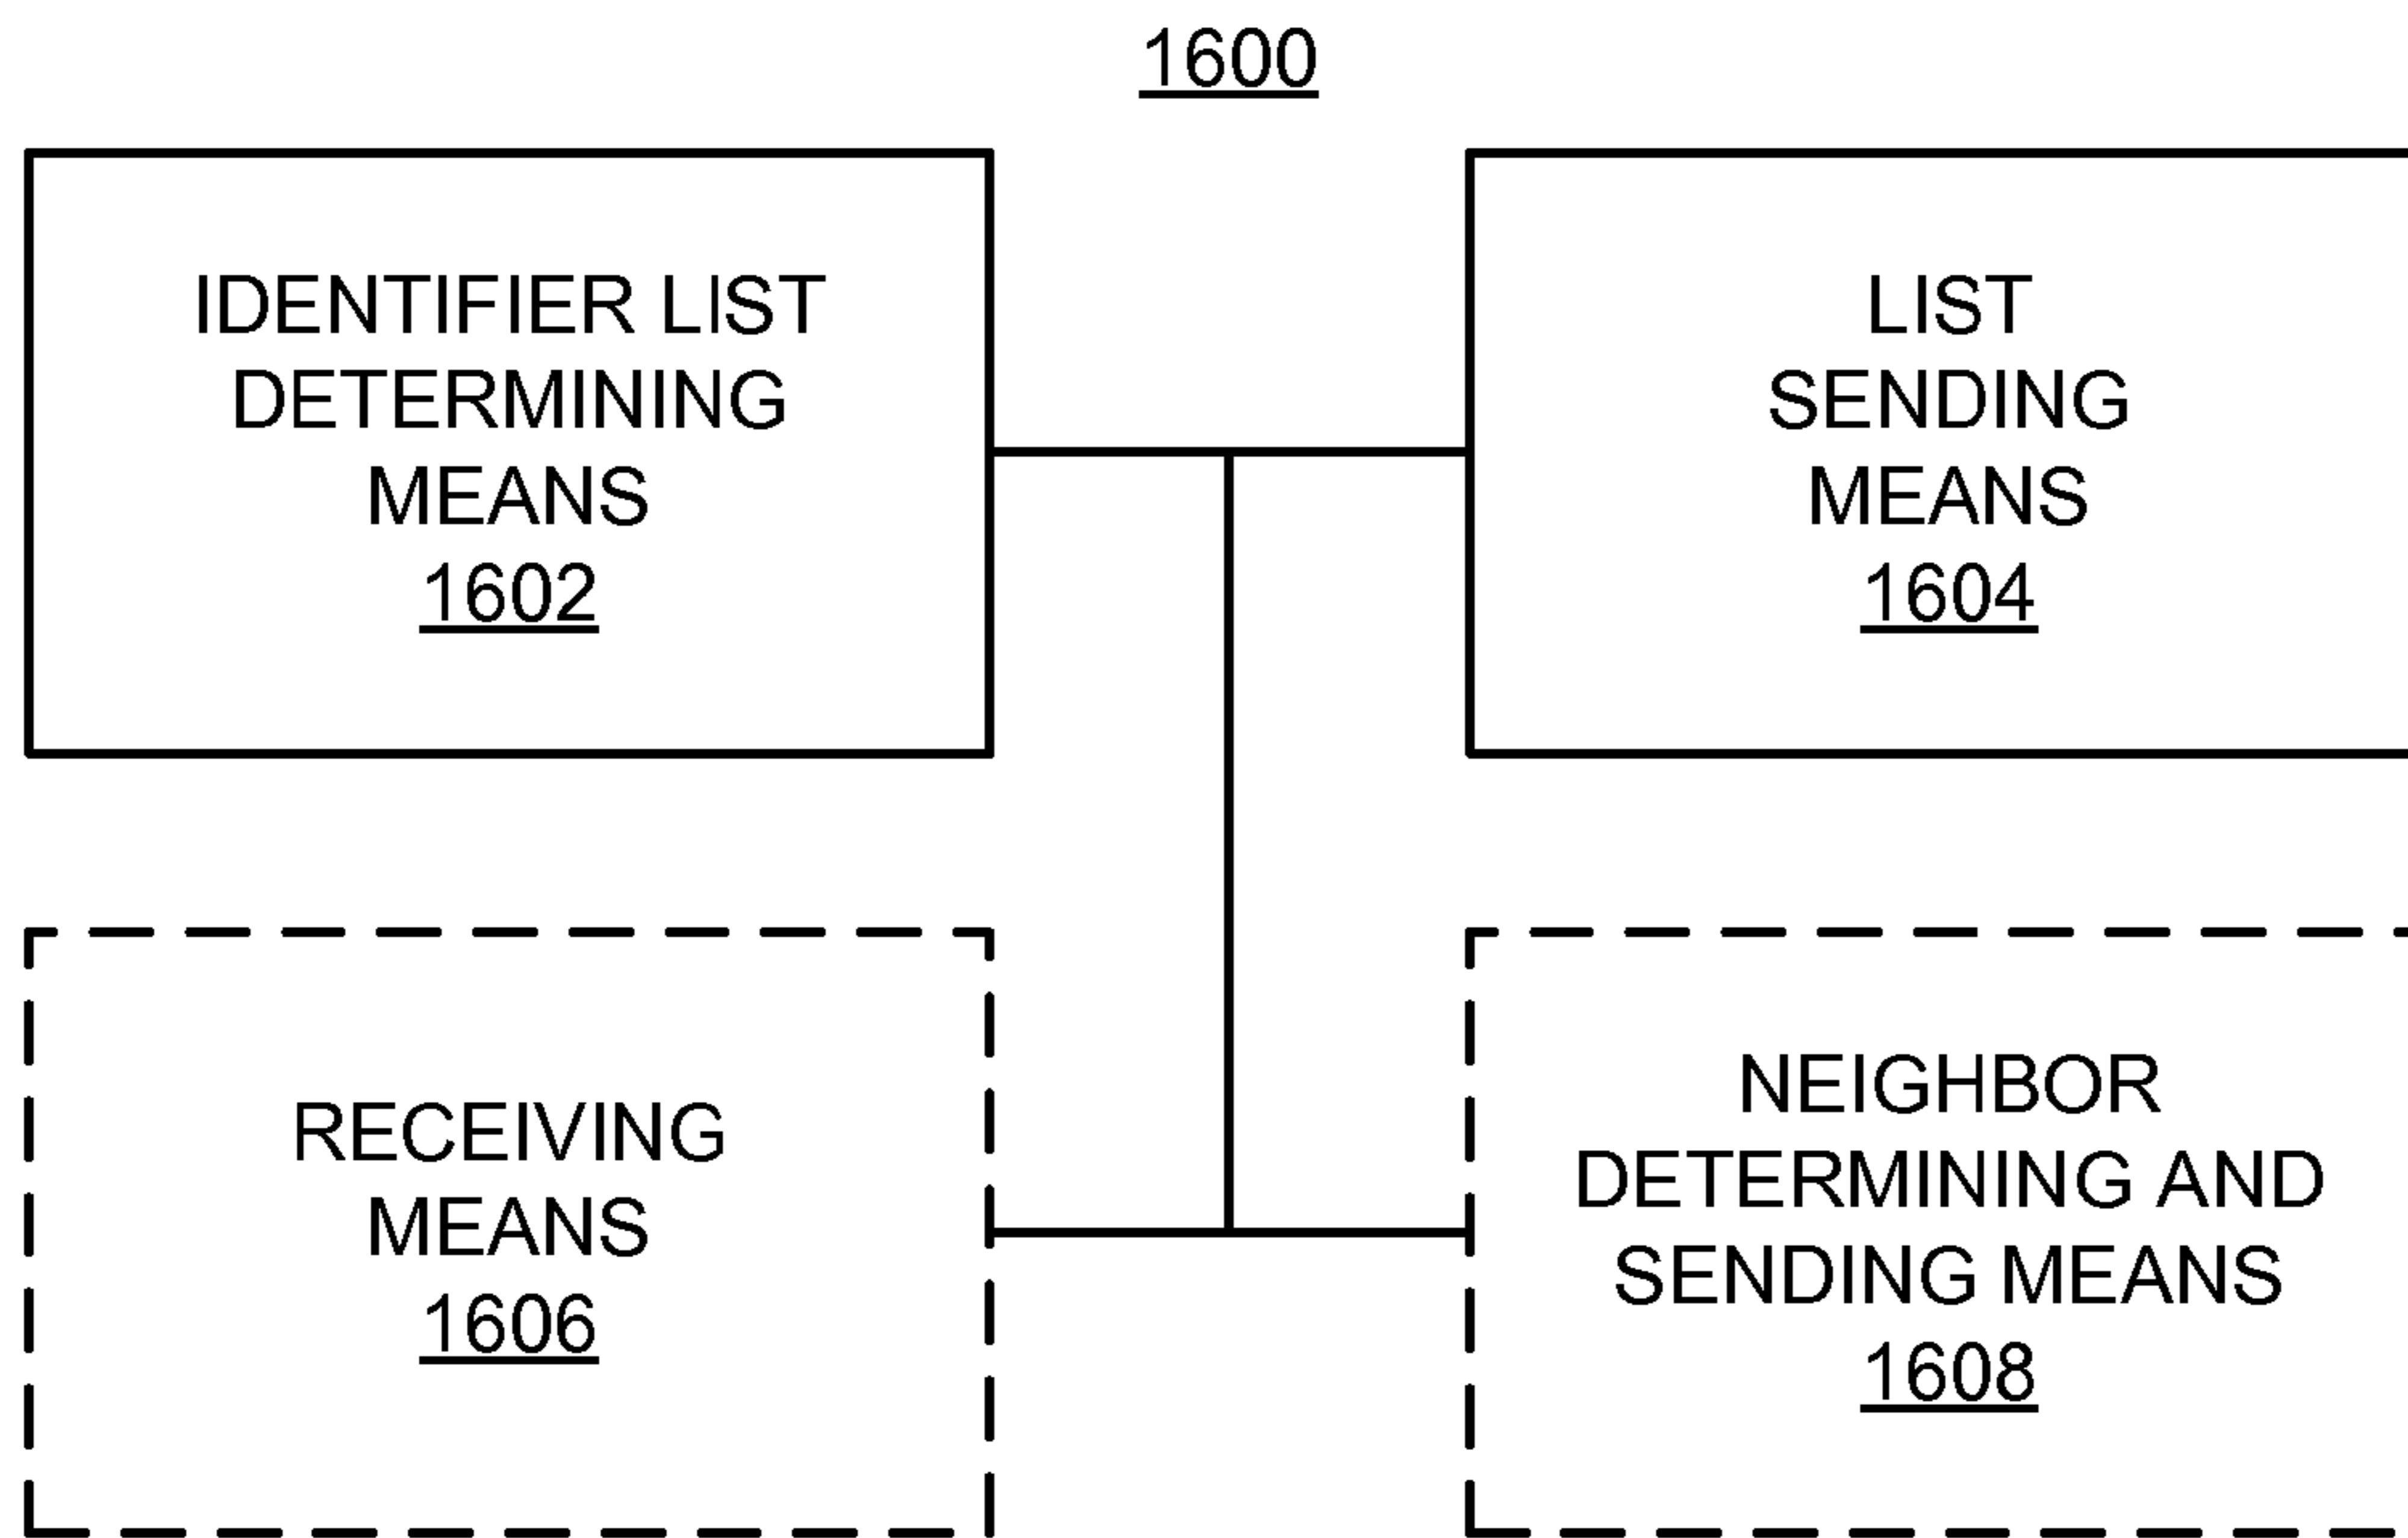 1600
IDENTIFIER LIST
DETERMINING
MEANS
1602
LIST
SENDING
MEANS
1604
RECEIVING
MEANS
1606
NEIGHBOR
DETERMINING AND
SENDING MEANS
1608